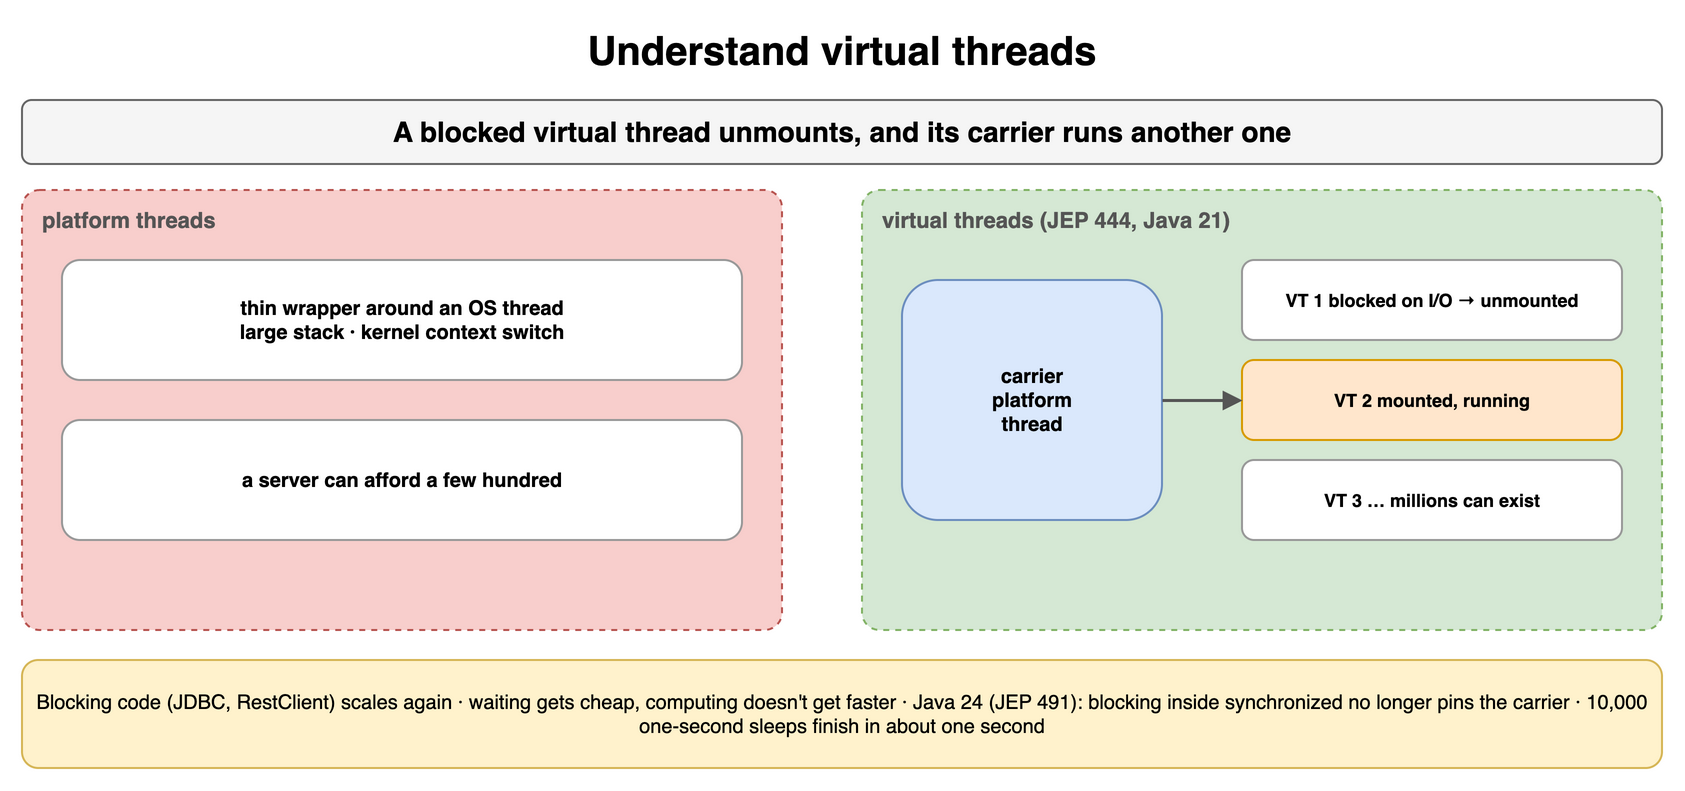 Understand virtual threads
A blocked virtual thread unmounts, and its carrier runs another one
platform threads
thin wrapper around an OS thread
large stack · kernel context switch
a server can afford a few hundred
virtual threads (JEP 444, Java 21)
carrier
platform
thread
VT 1 blocked on I/O → unmounted
VT 2 mounted, running
VT 3 … millions can exist
Blocking code (JDBC, RestClient) scales again · waiting gets cheap, computing doesn't get faster · Java 24 (JEP 491): blocking inside synchronized no longer pins the carrier · 10,000
one-second sleeps finish in about one second